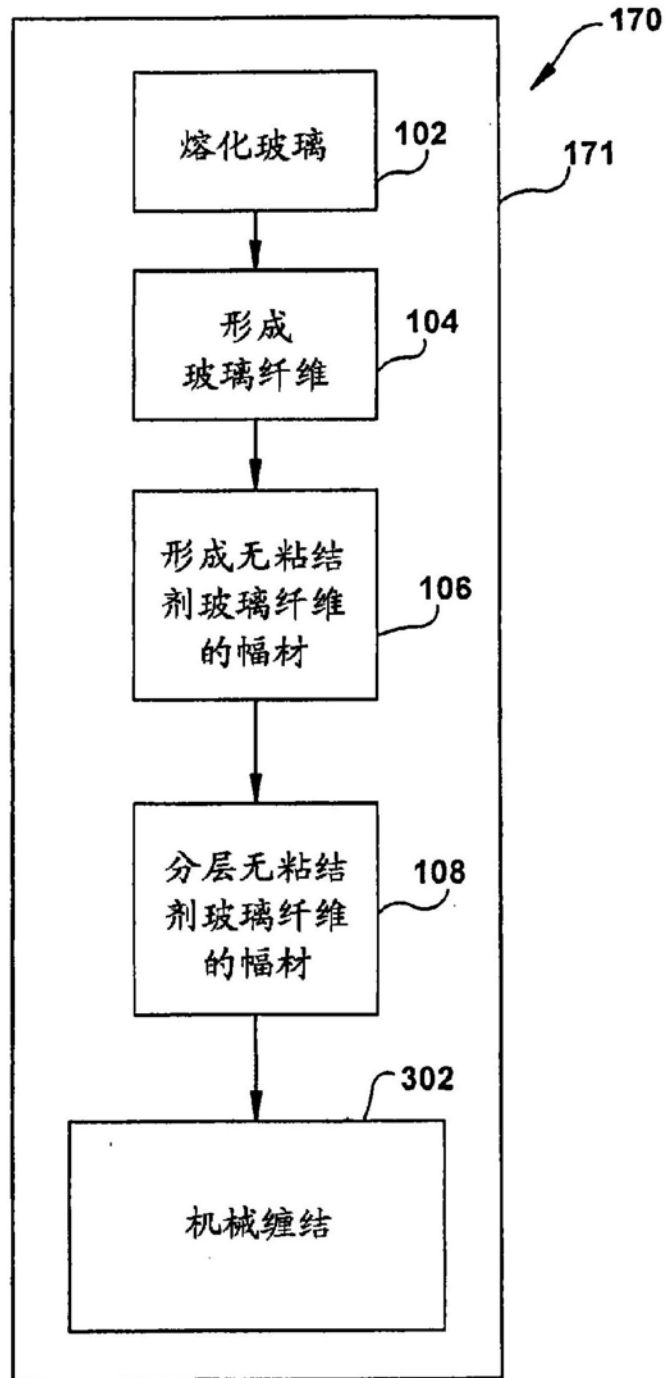 170
171
熔化玻璃
102
形成
玻璃纤维
104
形成无粘结
剂玻璃纤维
的幅材
106
分层无粘结
剂玻璃纤维
的幅材
108
302
机械缠结